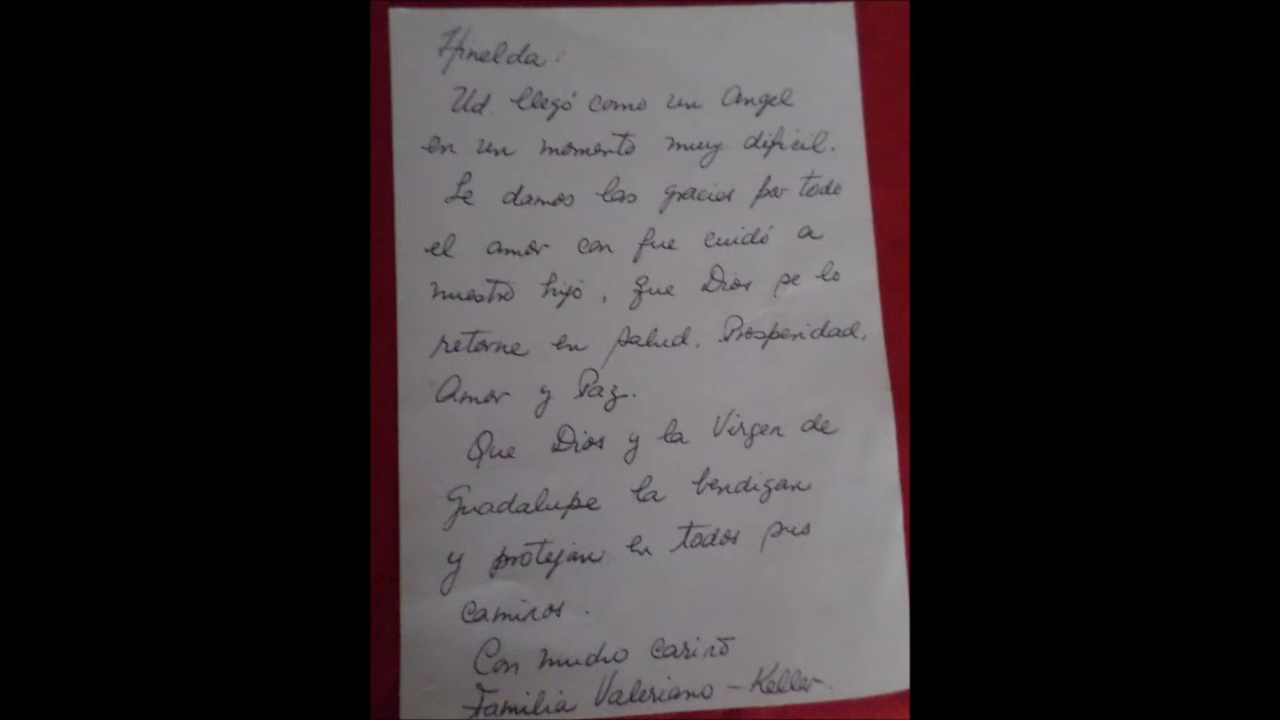 Hinelda:
Ud. llegó como un Angel
en un momento muy difícil.
Le damos las gracias por todo
el amor con que cuidó a
nuestro hijo, que Dios se lo
retorne en salud, Prosperidad,
Amor y Paz.
Que Dios y la Virgen de
Guadalupe la bendigan
y protejan en todos sus
caminos.
Con mucho cariño
Familia Valeriano - Keller.